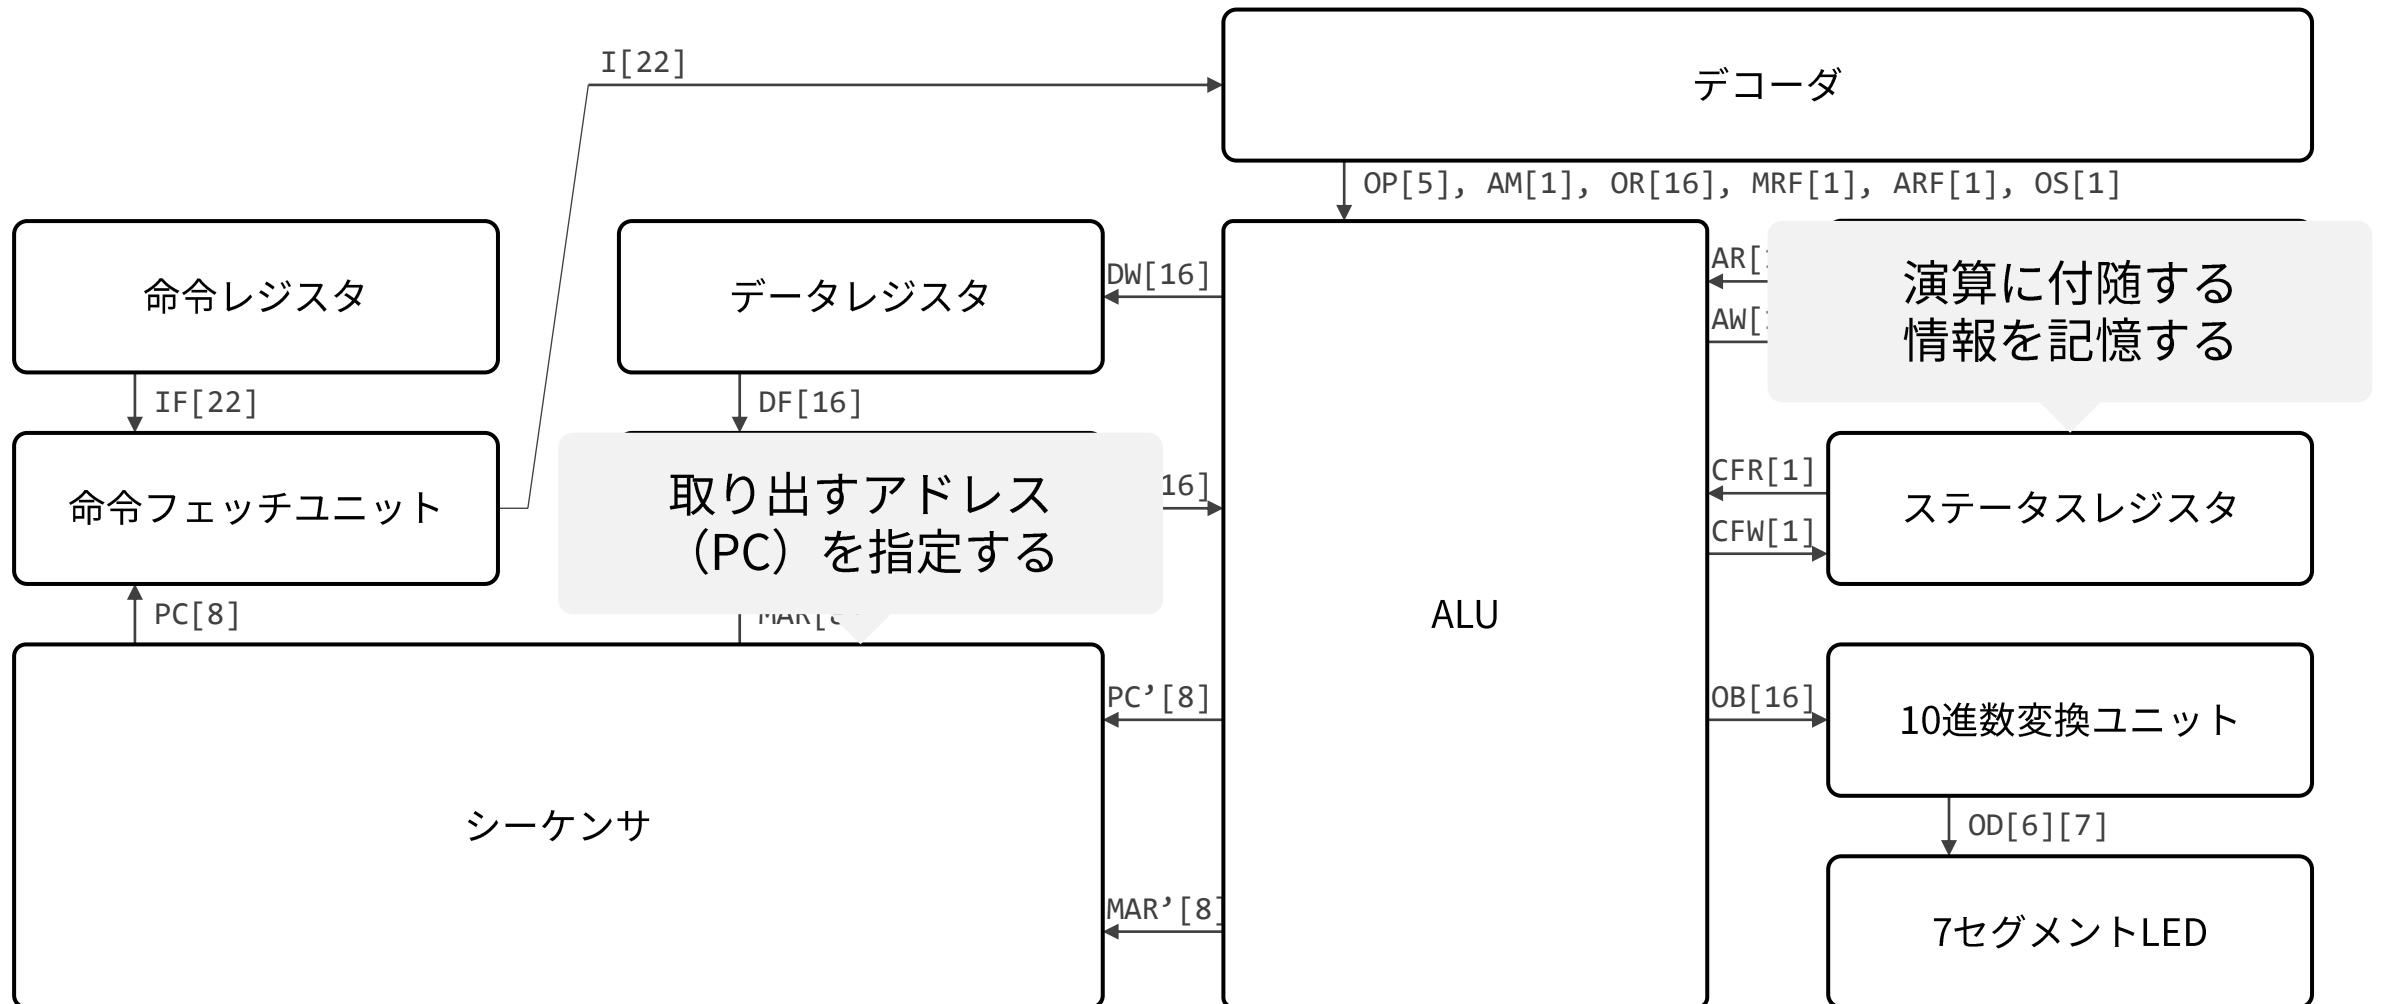 I[22]
デコーダ
OP[5], AM[1], OR[16], MRF[1], ARF[1], OS[1]
命令レジスタ
データレジスタ
DW[16]
AR[
AW[
演算に付随する
情報を記憶する
IF[22]
DF[16]
命令フェッチユニット
取り出すアドレス
（PC）を指定する
16]
CFR[1]
CFW[1]
ステータスレジスタ
ALU
PC[8]
MAR[
シーケンサ
PC’[8]
MAR’[8]
OB[16]
10進数変換ユニット
OD[6][7]
7セグメントLED